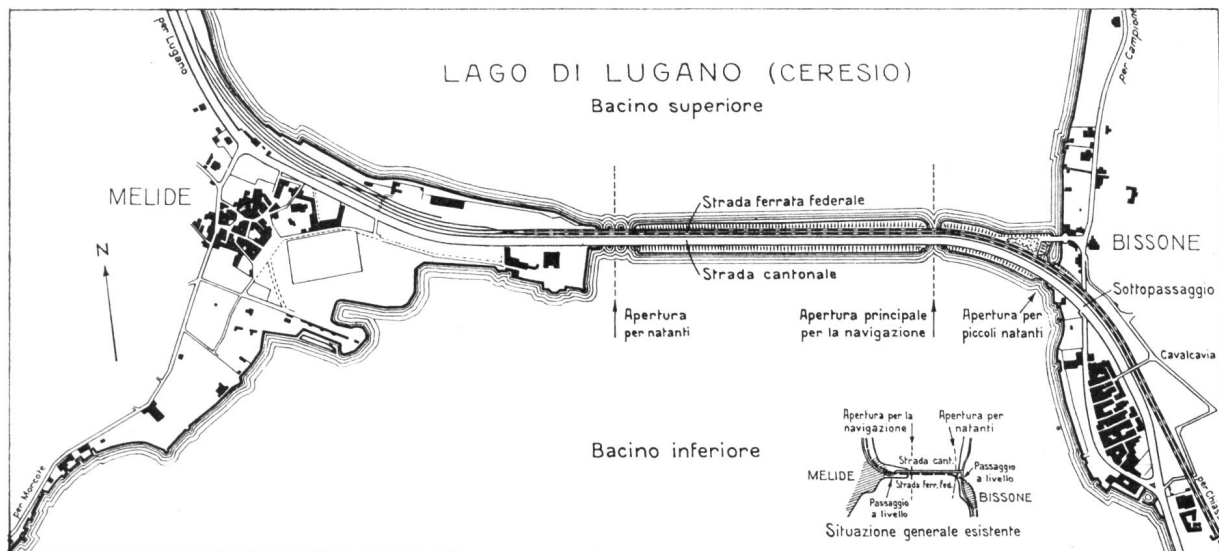 per Lugano
per Campione
LAGO DI LUGANO (CERESIO)
Bacino superiore
MELIDE
N
Strada ferrata federale
Strada cantonale
BISSONE
Sottopassaggio
Apertura
per natanti
Apertura principale
per la navigazione
Apertura per
piccoli natanti
Cavalcavia
Bacino inferiore
per Morcote
per Chiass
Apertura per la
navigazione
Apertura per
natanti
Strada cant.
MELIDE
Passaggio
a livello
Strada ferr. fed.
Passaggio
a livello
BISSONE
Situazione generale esistente